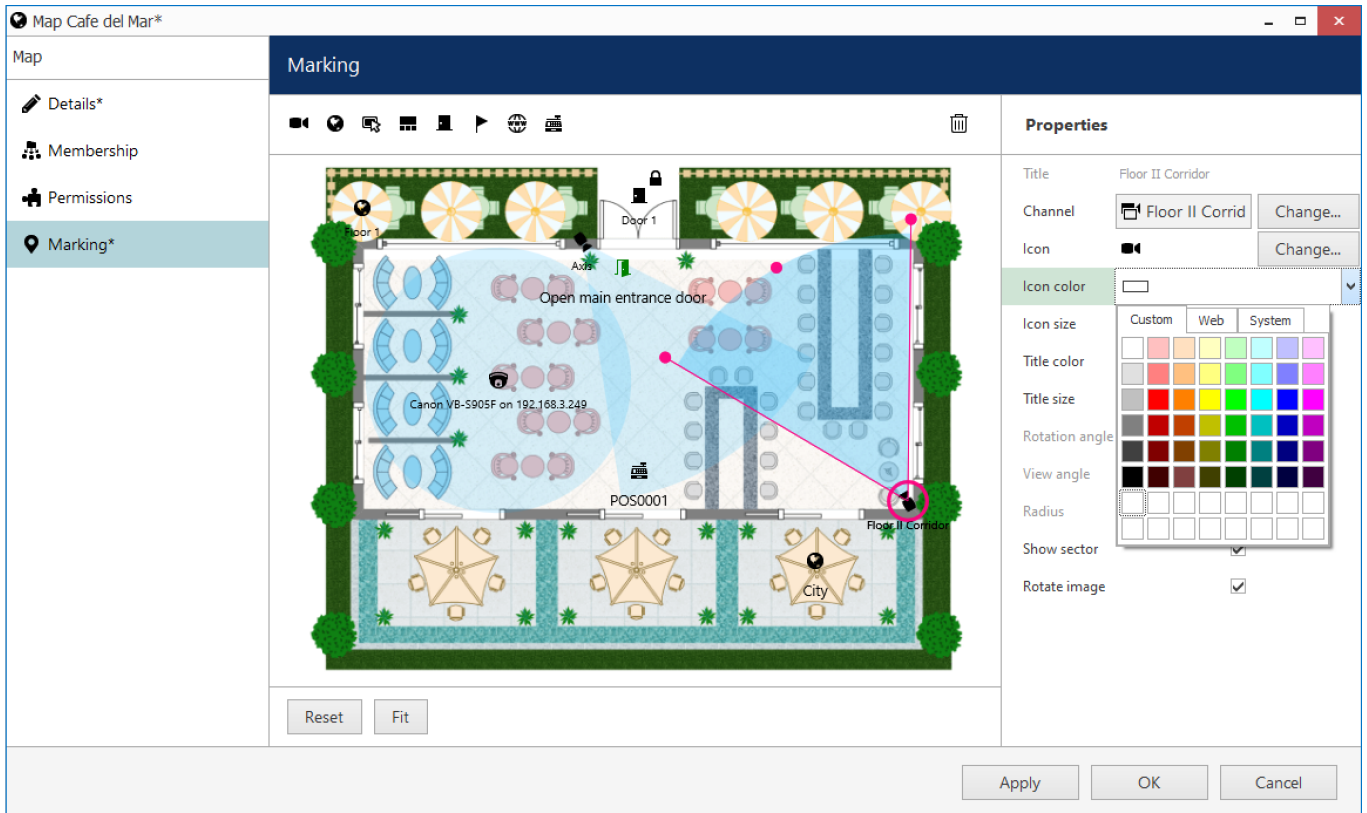 Map Cafe del Mar*
Map
Marking
Details*
Membership
Permissions
Marking*
Properties
Title Floor II Corridor
Channel Floor II Corrid Change...
Icon Change...
Icon color
Custom Web System
Icon size
Title color
Title size
Rotation angle
View angle
Radius
Show sector
Rotate image
Floor 1
Door 1
Axis
Open main entrance door
Canon VB-S905F on 192.168.3.249
POS0001
Floor II Corridor
City
WWW
Reset Fit
Apply OK Cancel